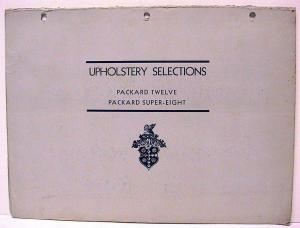 UPHOLSTERY SELECTIONS
PACKARD TWELVE
PACKARD SUPER-EIGHT